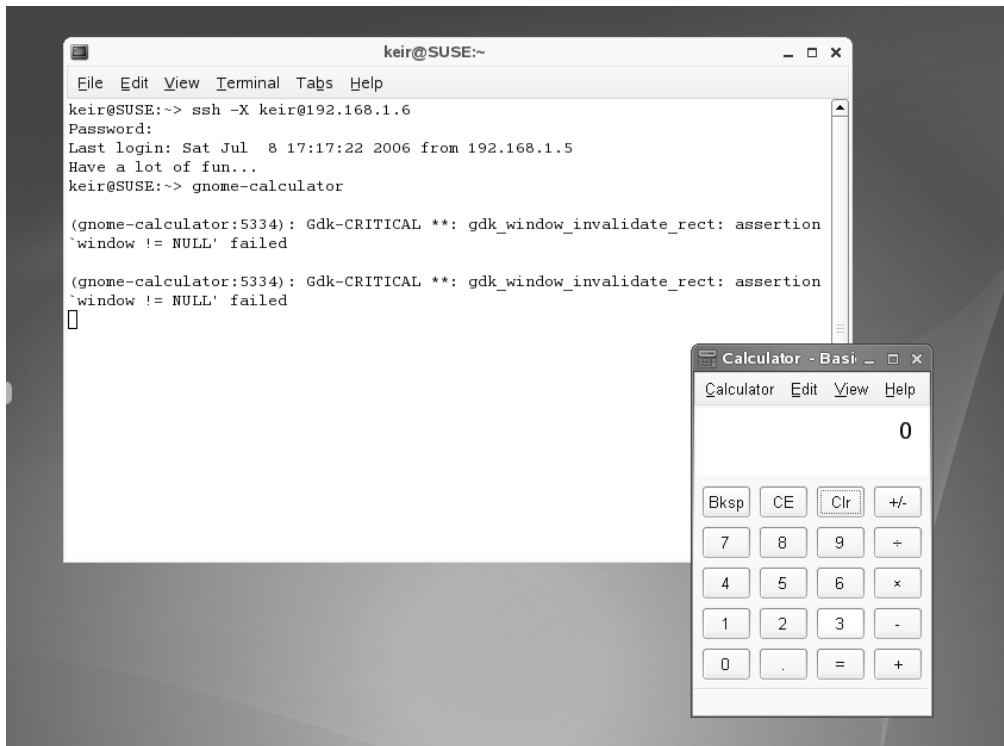 keir@SUSE:~
File Edit View Terminal Tabs Help
keir@SUSE:~> ssh -X keir@192.168.1.6
Password:
Last login: Sat Jul  8 17:17:22 2006 from 192.168.1.5
Have a lot of fun...
keir@SUSE:~> gnome-calculator
(gnome-calculator:5334): Gdk-CRITICAL **: gdk_window_invalidate_rect: assertion
`window != NULL' failed
(gnome-calculator:5334): Gdk-CRITICAL **: gdk_window_invalidate_rect: assertion
`window != NULL' failed
Calculator - Basi
Calculator Edit View Help
0
Bksp CE Clr +/-
7 8 9 ÷
4 5 6 ×
1 2 3 -
0 . = +